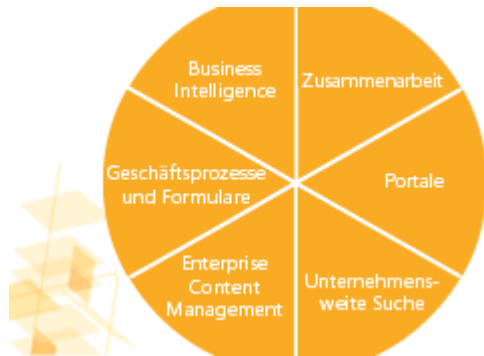 Business
Intelligence
Zusammenarbeit
Geschäftsprozesse
und Formulare
Portale
Enterprise
Content
Management
Unternehmens-
weite Suche